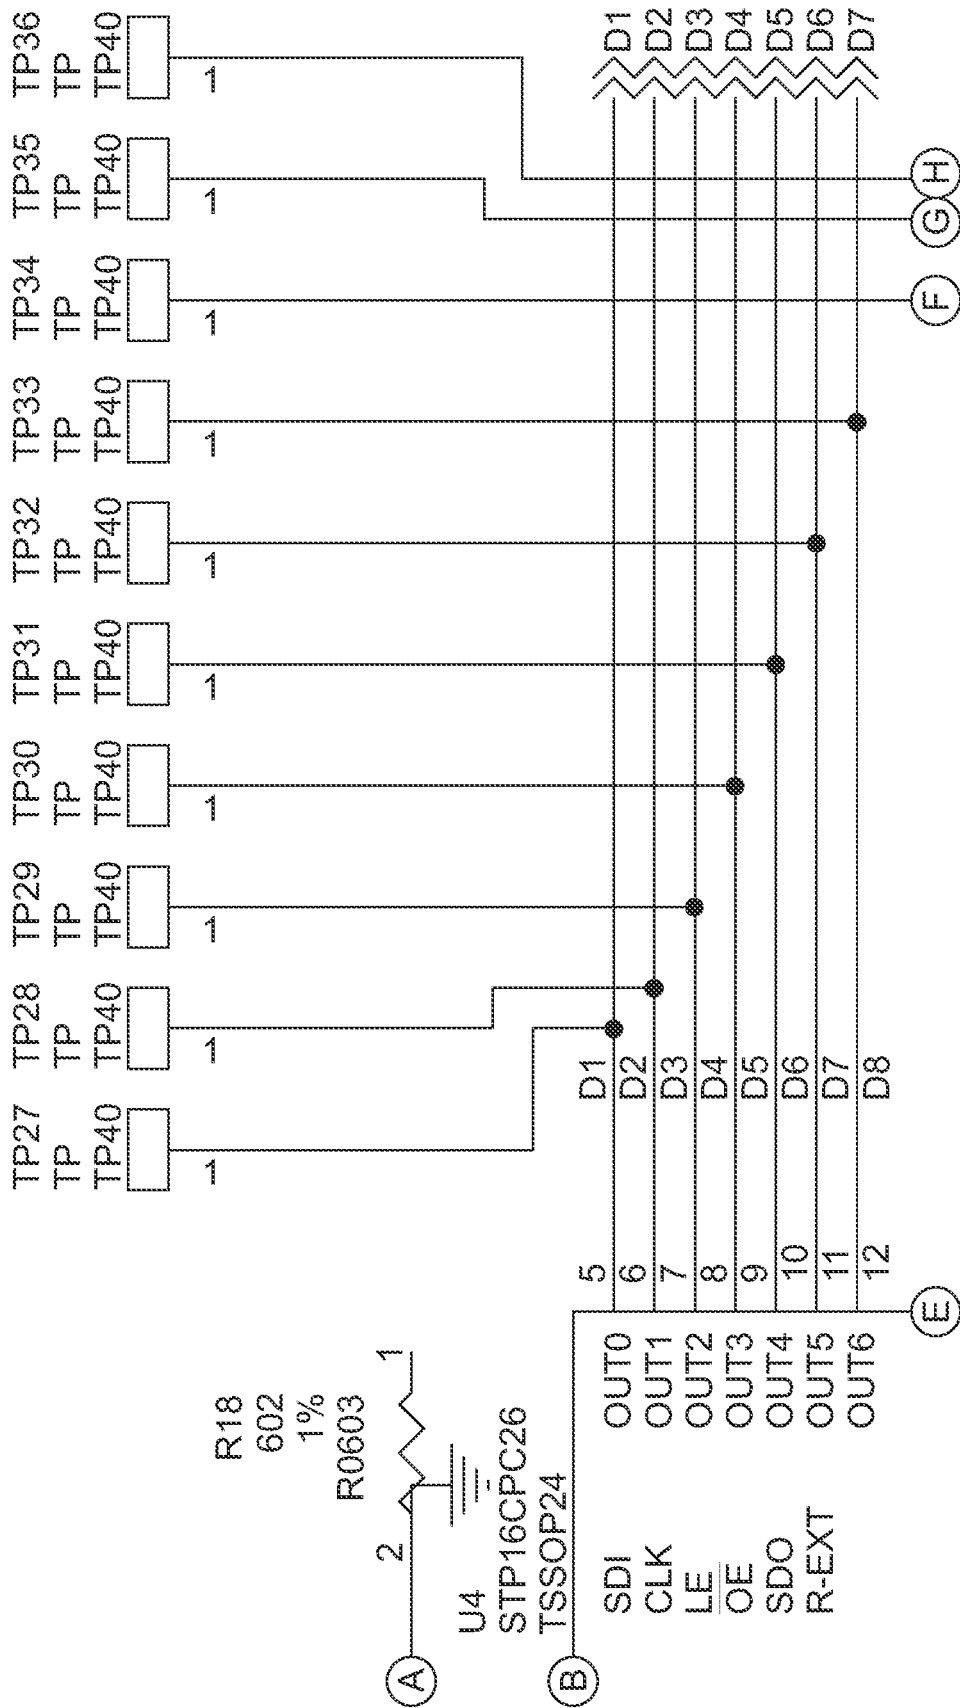 TP27 TP28 TP29 TP30 TP31 TP32 TP33 TP34 TP35 TP36
TP TP TP TP TP TP TP TP TP TP
TP40 TP40 TP40 TP40 TP40 TP40 TP40 TP40 TP40 TP40
1 1 1 1 1 1 1 1 1 1
R18
602
1%
R0603
2 1
A
U4
STP16CPC26
TSSOP24
B
5 D1
SDI OUT0 D1
6 D2
CLK OUT1 D2
7 D3
LE OUT2 D3
8 D4
OE OUT3 D4
9 D5
SDO OUT4 D5
10 D6
R-EXT OUT5 D6
11 D7
OUT6 D7
12 D8
E F G H